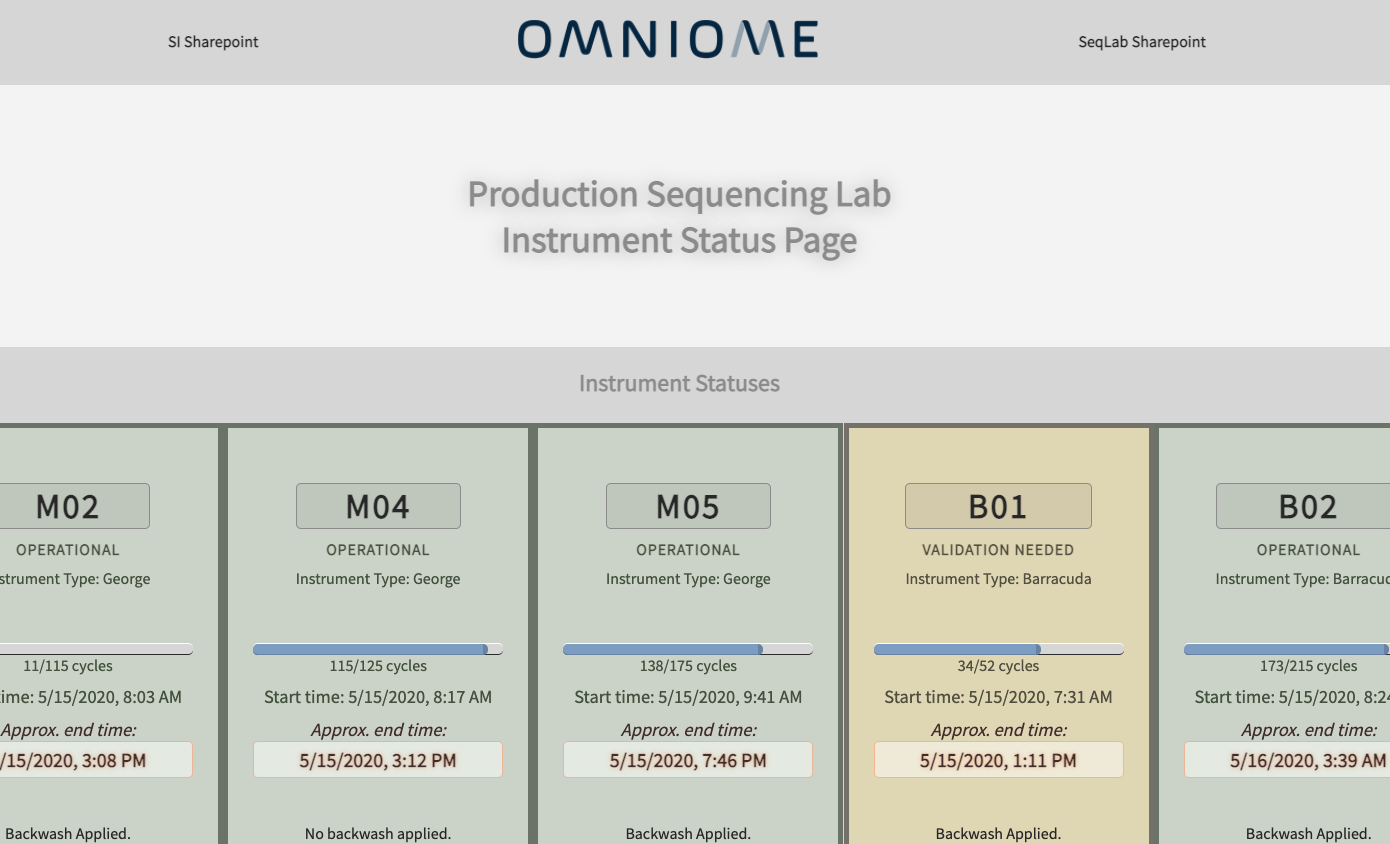 SI Sharepoint
OMNIOME
SeqLab Sharepoint
Production Sequencing Lab
Instrument Status Page
Instrument Statuses
M02
OPERATIONAL
strument Type: George
11/115 cycles
ime: 5/15/2020, 8:03 AM
Approx. end time:
/15/2020, 3:08 PM
Backwash Applied.
M04
OPERATIONAL
Instrument Type: George
115/125 cycles
Start time: 5/15/2020, 8:17 AM
Approx. end time:
5/15/2020, 3:12 PM
No backwash applied.
M05
OPERATIONAL
Instrument Type: George
138/175 cycles
Start time: 5/15/2020, 9:41 AM
Approx. end time:
5/15/2020, 7:46 PM
Backwash Applied.
B01
VALIDATION NEEDED
Instrument Type: Barracuda
34/52 cycles
Start time: 5/15/2020, 7:31 AM
Approx. end time:
5/15/2020, 1:11 PM
Backwash Applied.
B02
OPERATIONAL
Instrument Type: Barracud
173/215 cycles
Start time: 5/15/2020, 8:24
Approx. end time:
5/16/2020, 3:39 AM
Backwash Applied.